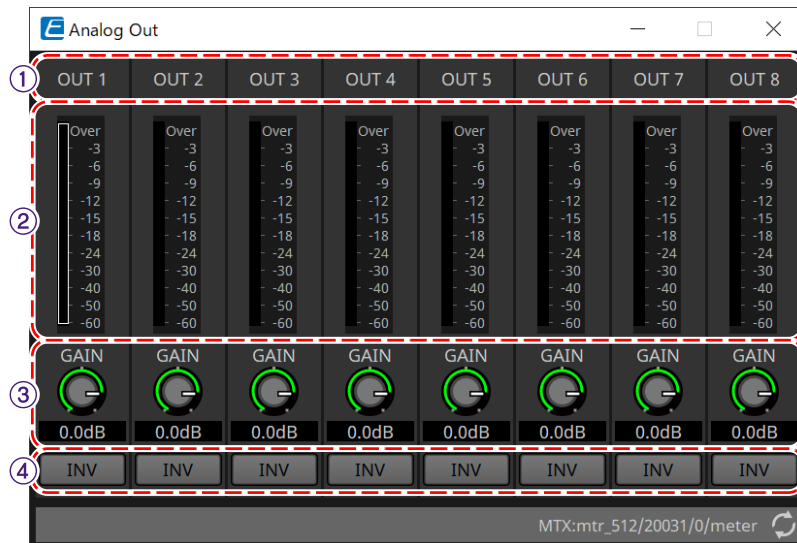 E Analog Out
① OUT 1 OUT 2 OUT 3 OUT 4 OUT 5 OUT 6 OUT 7 OUT 8
Over Over Over Over Over Over Over Over
-3 -3 -3 -3 -3 -3 -3 -3
-6 -6 -6 -6 -6 -6 -6 -6
-9 -9 -9 -9 -9 -9 -9 -9
-12 -12 -12 -12 -12 -12 -12 -12
② -15 -15 -15 -15 -15 -15 -15 -15
-18 -18 -18 -18 -18 -18 -18 -18
-24 -24 -24 -24 -24 -24 -24 -24
-30 -30 -30 -30 -30 -30 -30 -30
-40 -40 -40 -40 -40 -40 -40 -40
-50 -50 -50 -50 -50 -50 -50 -50
-60 -60 -60 -60 -60 -60 -60 -60
GAIN GAIN GAIN GAIN GAIN GAIN GAIN GAIN
③
0.0dB 0.0dB 0.0dB 0.0dB 0.0dB 0.0dB 0.0dB 0.0dB
④ INV INV INV INV INV INV INV INV
MTX:mtr_512/20031/0/meter